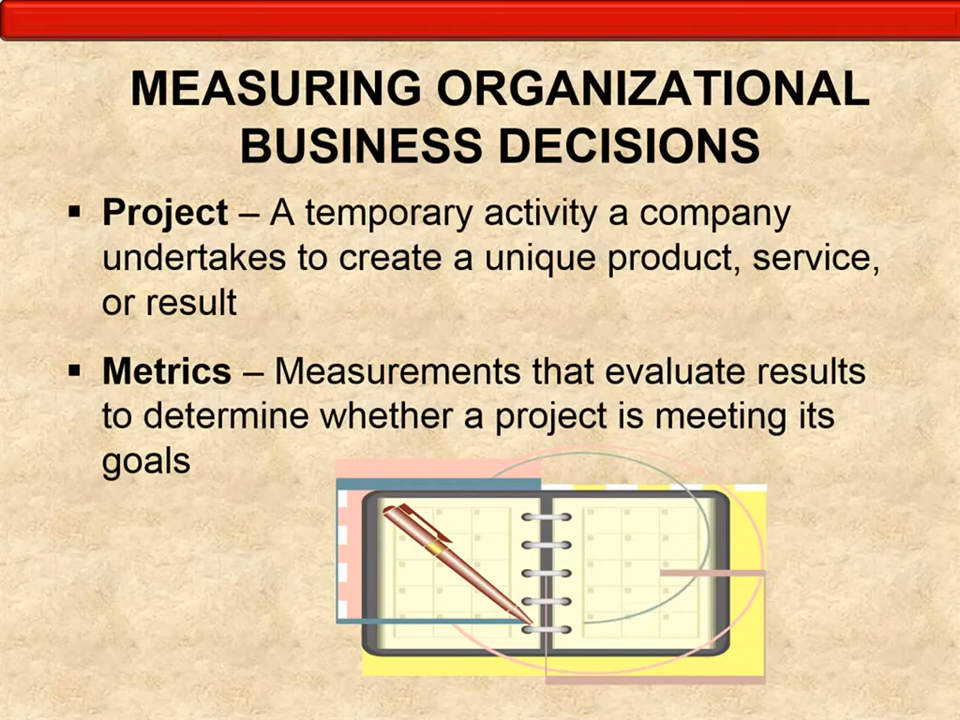 MEASURING ORGANIZATIONAL
BUSINESS DECISIONS
▪ Project – A temporary activity a company
undertakes to create a unique product, service,
or result
▪ Metrics – Measurements that evaluate results
to determine whether a project is meeting its
goals